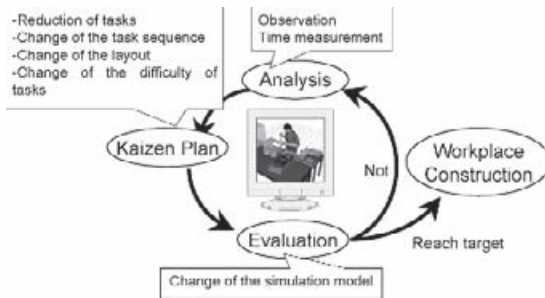 -Reduction of tasks
-Change of the task sequence
-Change of the layout
-Change of the difficulty of
tasks
Observation
Time measurement
Analysis
Kaizen Plan
Not
Workplace
Construction
Evaluation
Reach target
Change of the simulation model